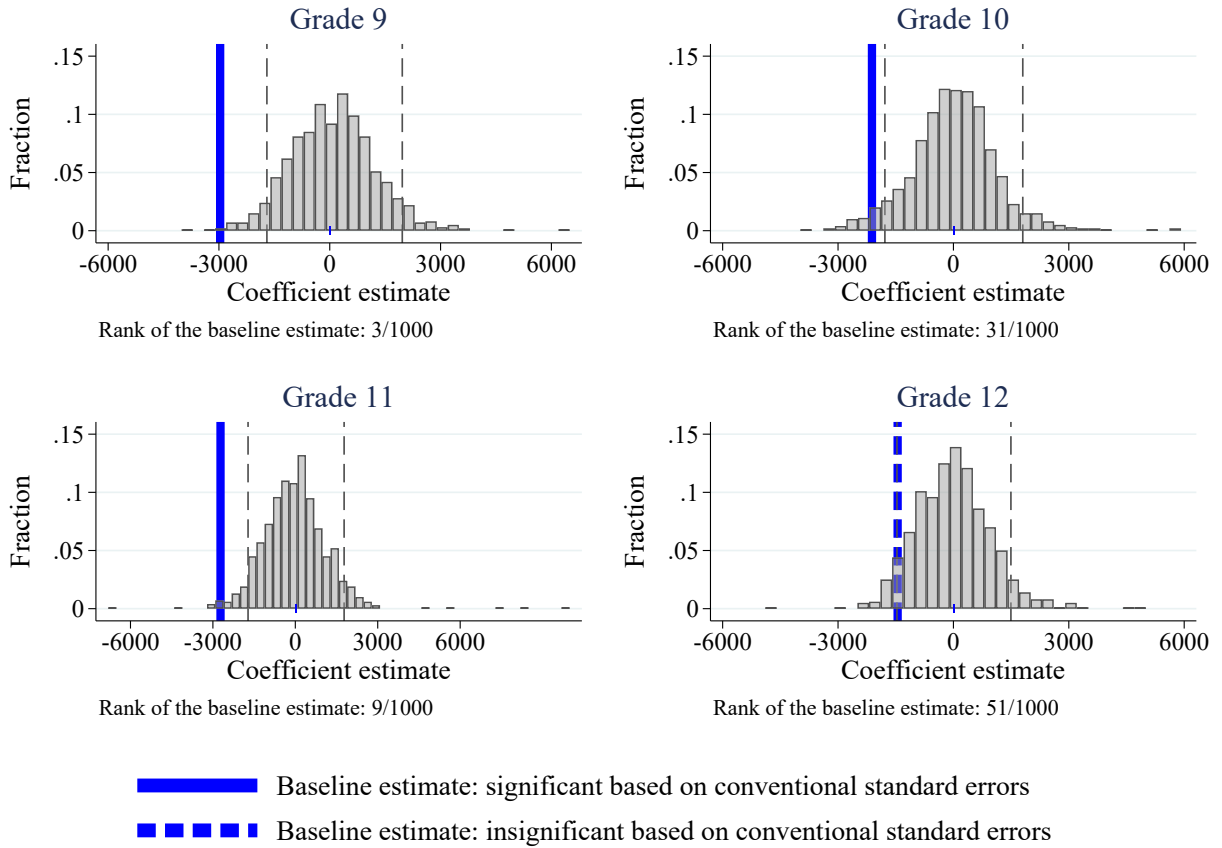 Grade 9
.15
.1
.05
0
Fraction
-6000 -3000 0 3000 6000
Coefficient estimate
Rank of the baseline estimate: 3/1000
Grade 10
.15
.1
.05
0
Fraction
-6000 -3000 0 3000 6000
Coefficient estimate
Rank of the baseline estimate: 31/1000
Grade 11
.15
.1
.05
0
Fraction
-6000 -3000 0 3000 6000
Coefficient estimate
Rank of the baseline estimate: 9/1000
Grade 12
.15
.1
.05
0
Fraction
-6000 -3000 0 3000 6000
Coefficient estimate
Rank of the baseline estimate: 51/1000
Baseline estimate: significant based on conventional standard errors
Baseline estimate: insignificant based on conventional standard errors